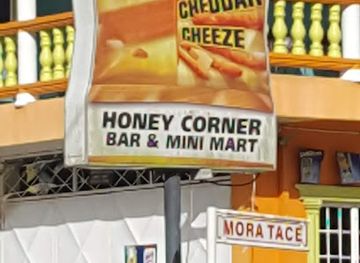 CHEDDAR
CHEEZE
HONEY CORNER
BAR & MINI MART
MORA TACE